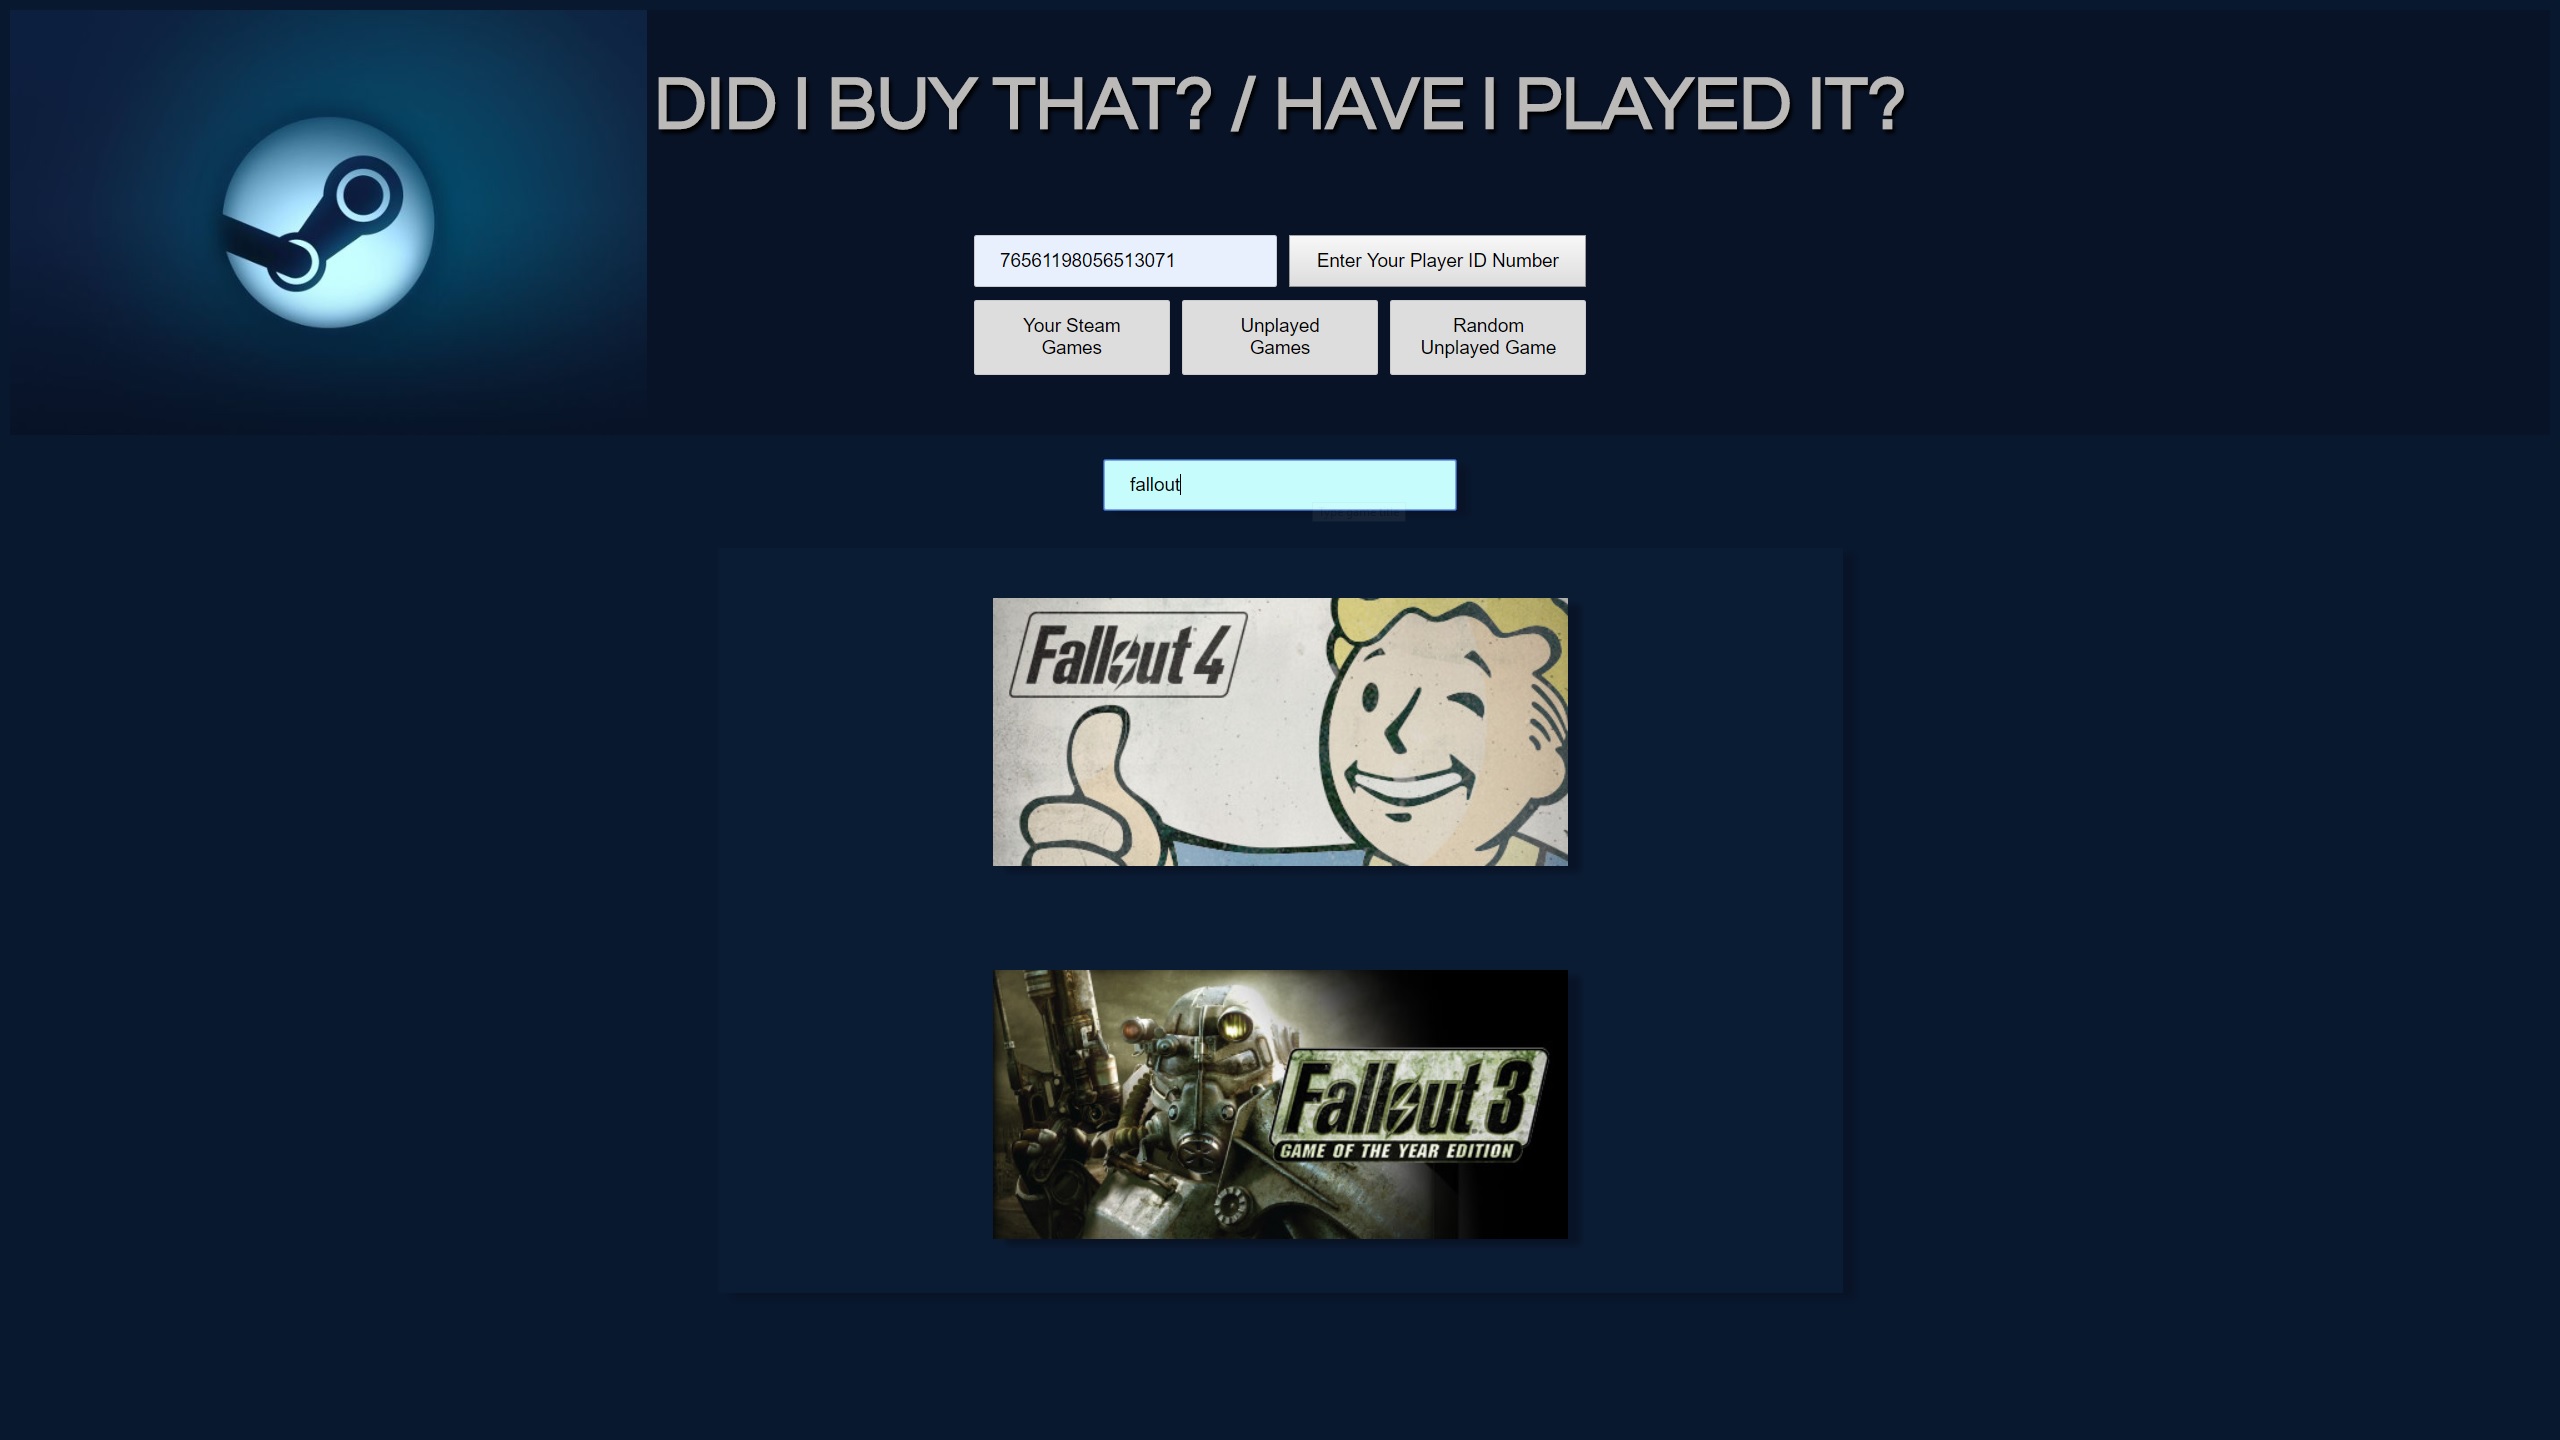 DID I BUY THAT? / HAVE I PLAYED IT?
76561198056513071
Enter Your Player ID Number
Your Steam
Games
Unplayed
Games
Random
Unplayed Game
fallout
Fallout 4
Fallout 3
GAME OF THE YEAR EDITION